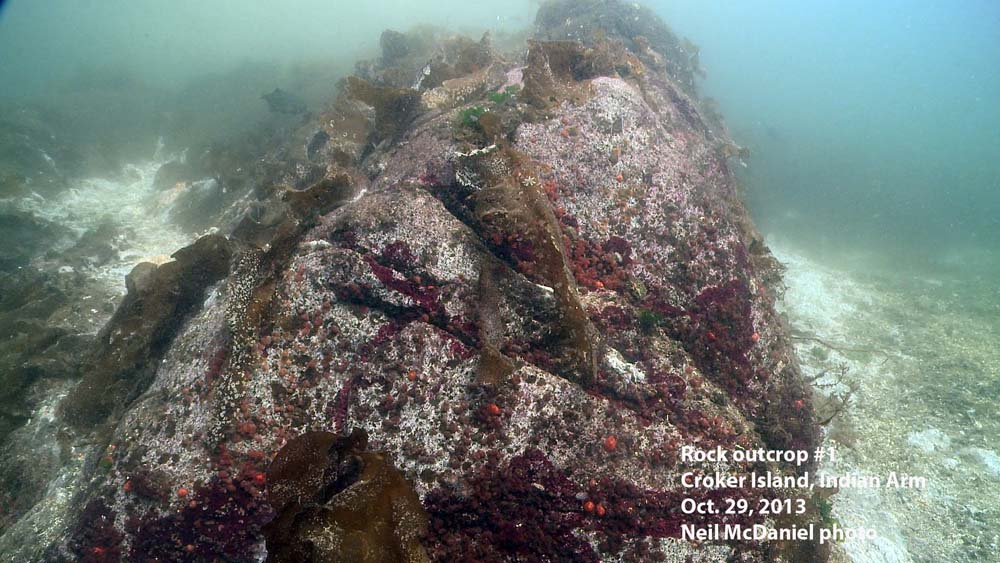 Rock outcrop #1
Croker Island, Indian Arm
Oct. 29, 2013
Neil McDaniel photo